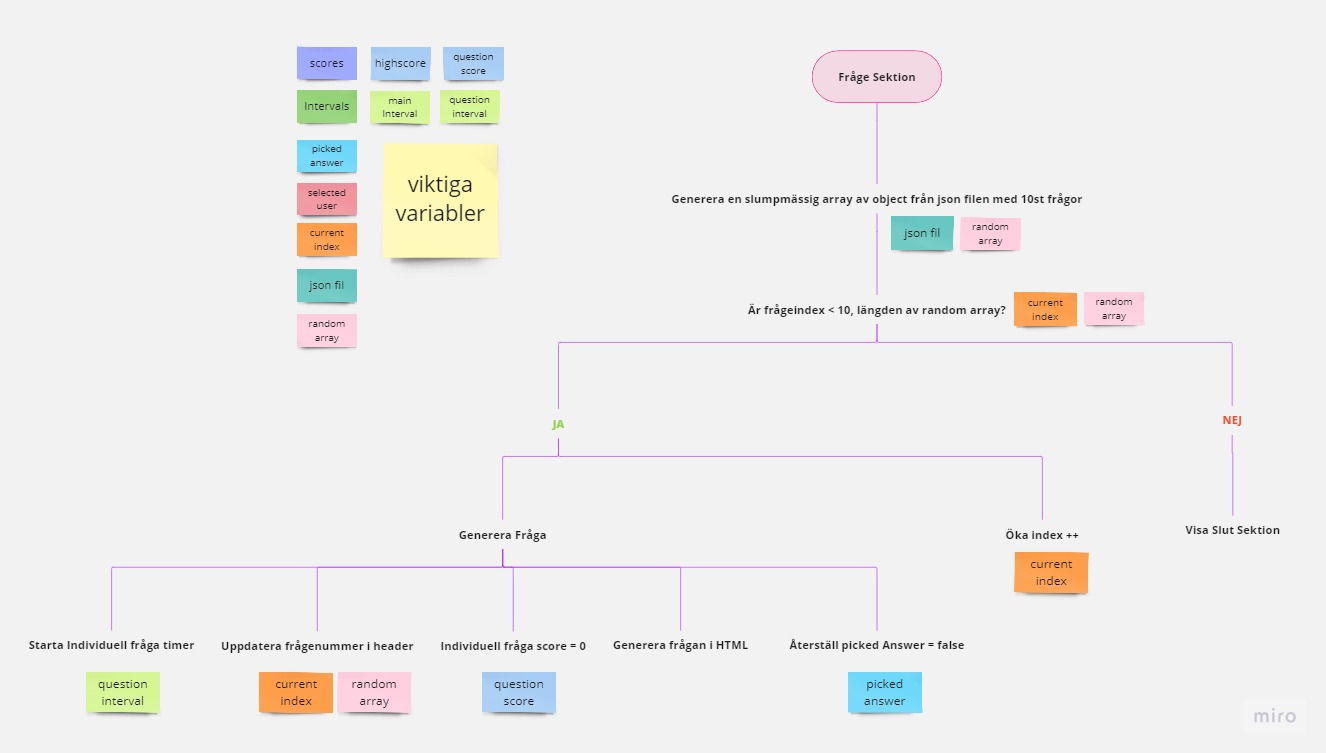 scores
highscore
question
score
Intervals
main
Interval
question
interval
picked
answer
selected
user
current
index
json fil
random
array
viktiga
variabler
Fråge Sektion
Generera en slumpmässig array av object från json filen med 10st frågor
json fil
random
array
Är frågeindex < 10, längden av random array?
current
index
random
array
JA
NEJ
Generera Fråga
Öka index ++
current
index
Visa Slut Sektion
Starta Individuell fråga timer
question
interval
Uppdatera frågenummer i header
current
index
random
array
Individuell fråga score = 0
question
score
Generera frågan i HTML
Återställ picked Answer = false
picked
answer
miro